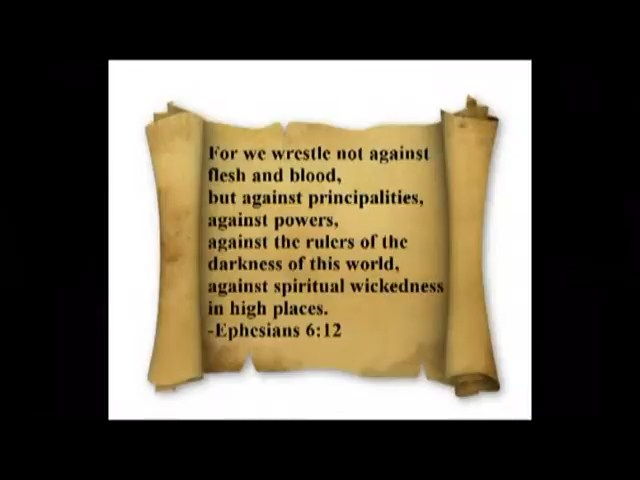 For we wrestle not against
flesh and blood,
but against principalities,
against powers,
against the rulers of the
darkness of this world,
against spiritual wickedness
in high places.
-Ephesians 6:12